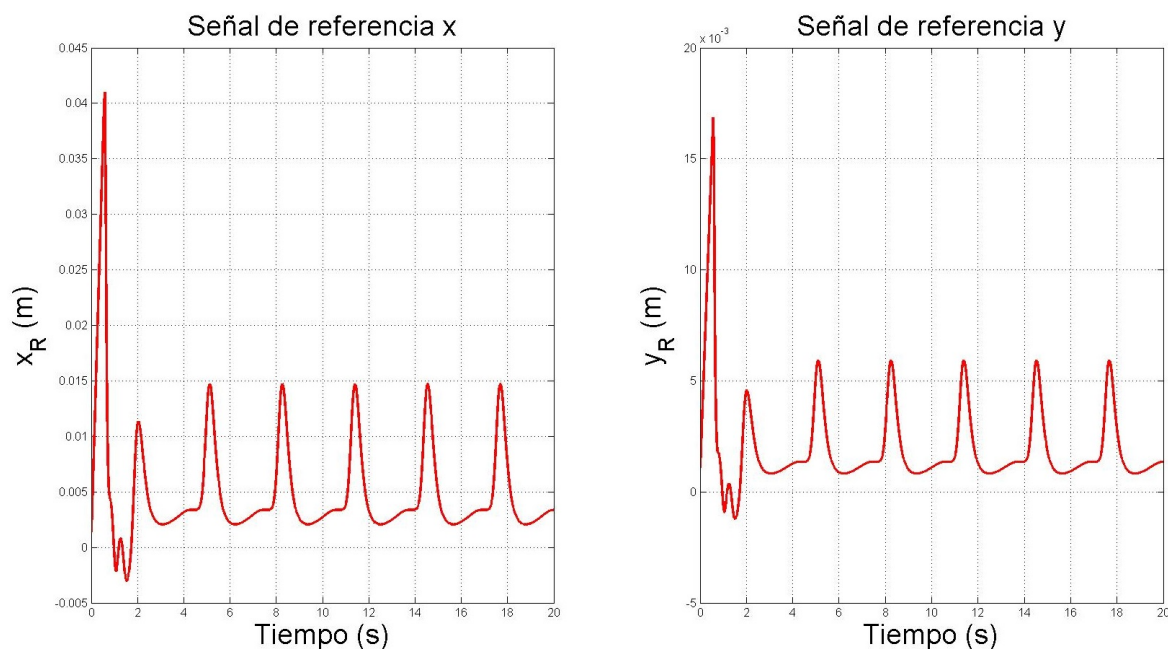 Señal de referencia x
0.045
0.04
0.035
0.03
0.025
0.02
0.015
0.01
0.005
0
-0.005
x_R (m)
0 2 4 6 8 10 12 14 16 18 20
Tiempo (s)
Señal de referencia y
x 10^-3
20
15
10
5
0
-5
y_R (m)
0 2 4 6 8 10 12 14 16 18 20
Tiempo (s)